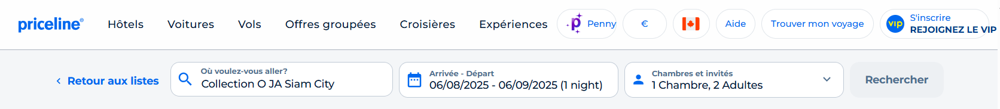 priceline®
Hôtels
Voitures
Vols
Offres groupées
Croisières
Expériences
Penny
€
Aide
Trouver mon voyage
VIP
S'inscrire
REJOIGNEZ LE VIP
Retour aux listes
Où voulez-vous aller?
Collection O JA Siam City
Arrivée - Départ
06/08/2025 - 06/09/2025 (1 night)
Chambres et invités
1 Chambre, 2 Adultes
Rechercher